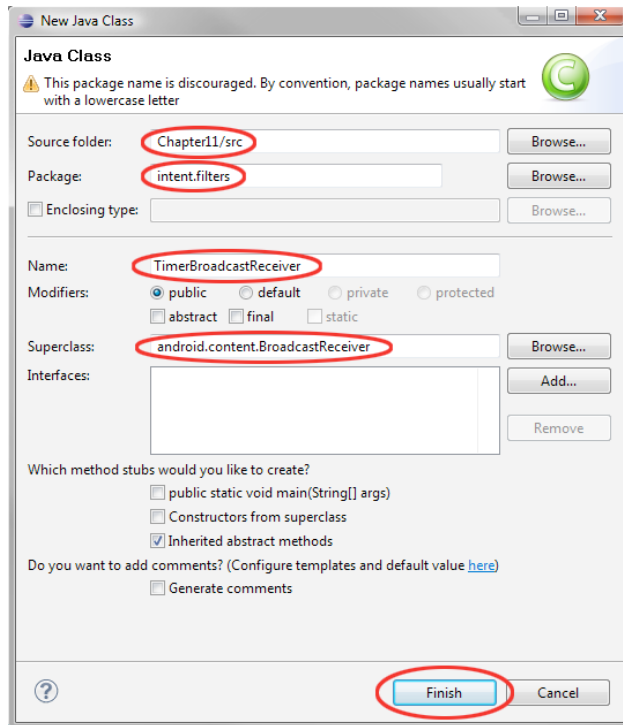 New Java Class
Java Class
This package name is discouraged. By convention, package names usually start
with a lowercase letter
Source folder: Chapter11/src Browse...
Package: intent.filters Browse...
Enclosing type: Browse...
Name: TimerBroadcastReceiver
Modifiers: public default private protected
abstract final static
Superclass: android.content.BroadcastReceiver Browse...
Interfaces: Add...
Remove
Which method stubs would you like to create?
public static void main(String[] args)
Constructors from superclass
Inherited abstract methods
Do you want to add comments? (Configure templates and default value here)
Generate comments
? Finish Cancel